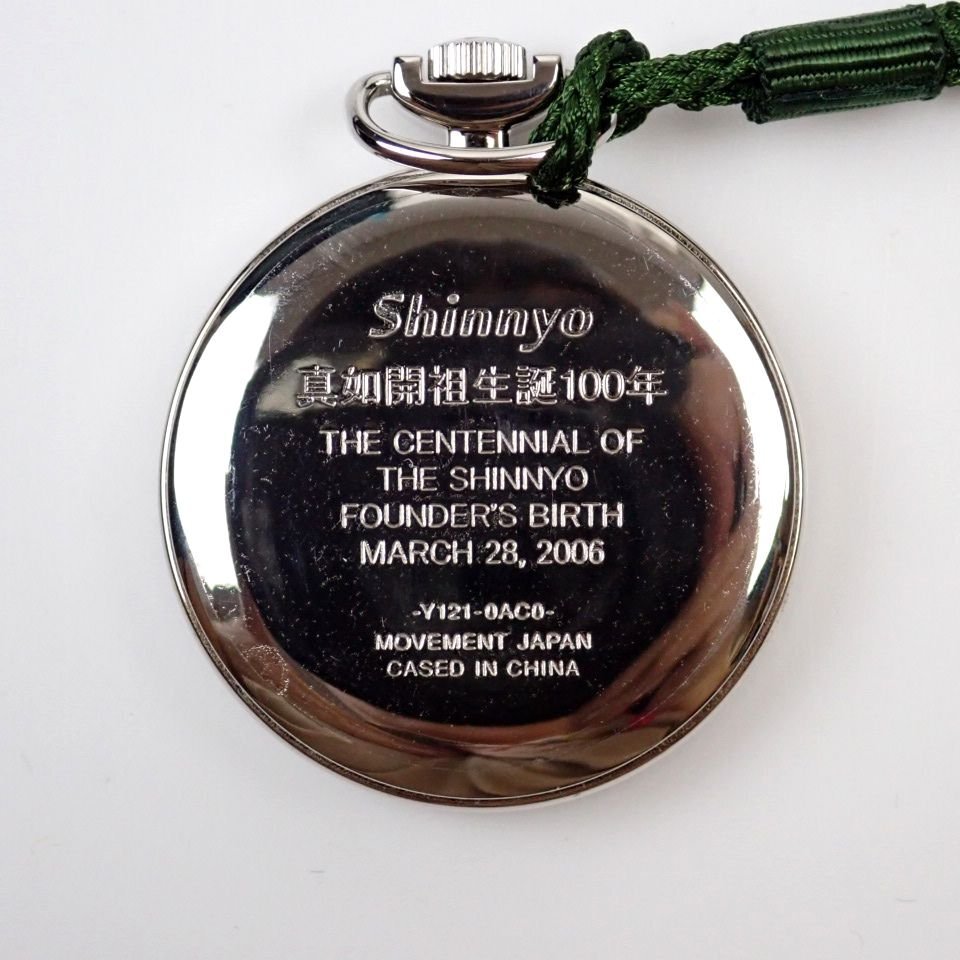 Shinnyo
真如開祖生誕100年
THE CENTENNIAL OF
THE SHINNYO
FOUNDER'S BIRTH
MARCH 28, 2006
-Y121-0AC0-
MOVEMENT JAPAN
CASED IN CHINA